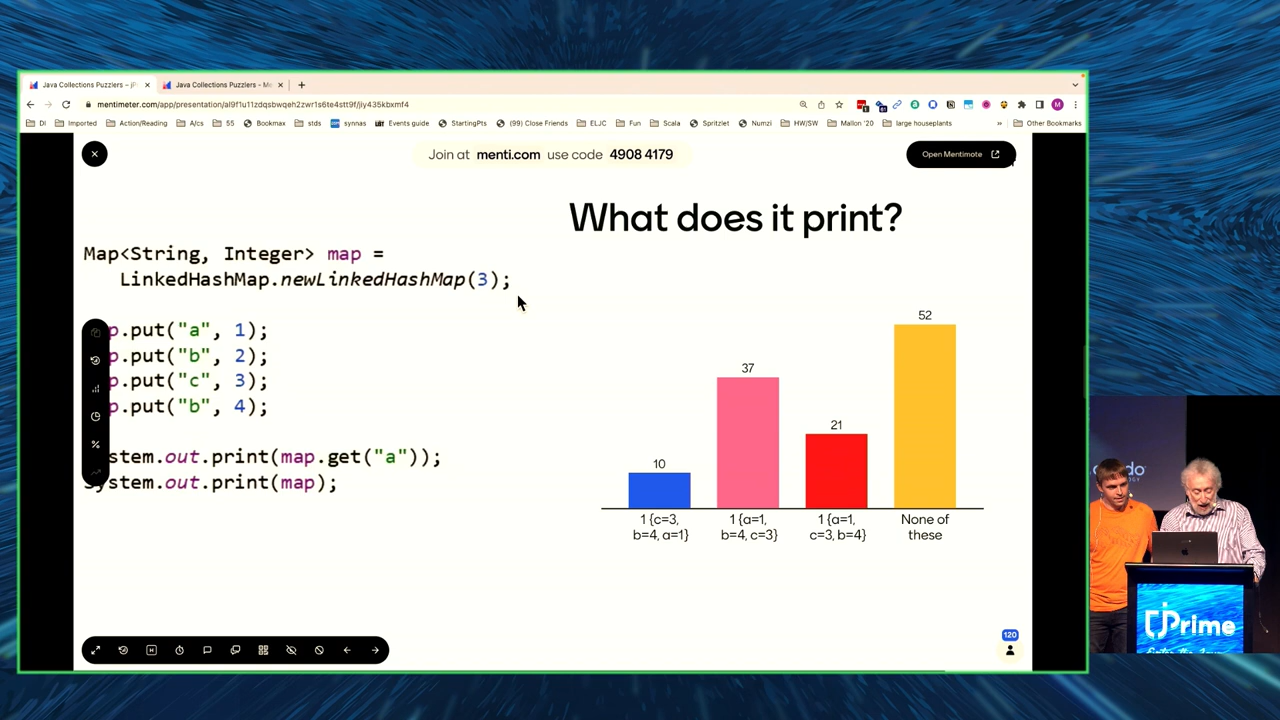 Java Collections Puzzlers – jP
Java Collections Puzzlers - Me
mentimeter.com/app/presentation/al9f1u11zdqsbwqeh2zwr1s6te4stt9f/jiy435kbxmf4
DI
Imported
Action/Reading
A/cs
55
Bookmax
stds
synnas
Events guide
StartingPts
(99) Close Friends
ELJC
Fun
Scala
Spritzlet
Numzi
HW/SW
Mallon '20
large houseplants
»
Other Bookmarks
Join at menti.com use code 4908 4179
Open Mentimote
What does it print?
Map<String, Integer> map =
LinkedHashMap.newLinkedHashMap(3);
p.put("a", 1);
p.put("b", 2);
p.put("c", 3);
p.put("b", 4);
stem.out.print(map.get("a"));
System.out.print(map);
10
37
21
52
1 {c=3,
b=4, a=1}
1 {a=1,
b=4, c=3}
1 {a=1,
c=3, b=4}
None of
these
120
jPrime